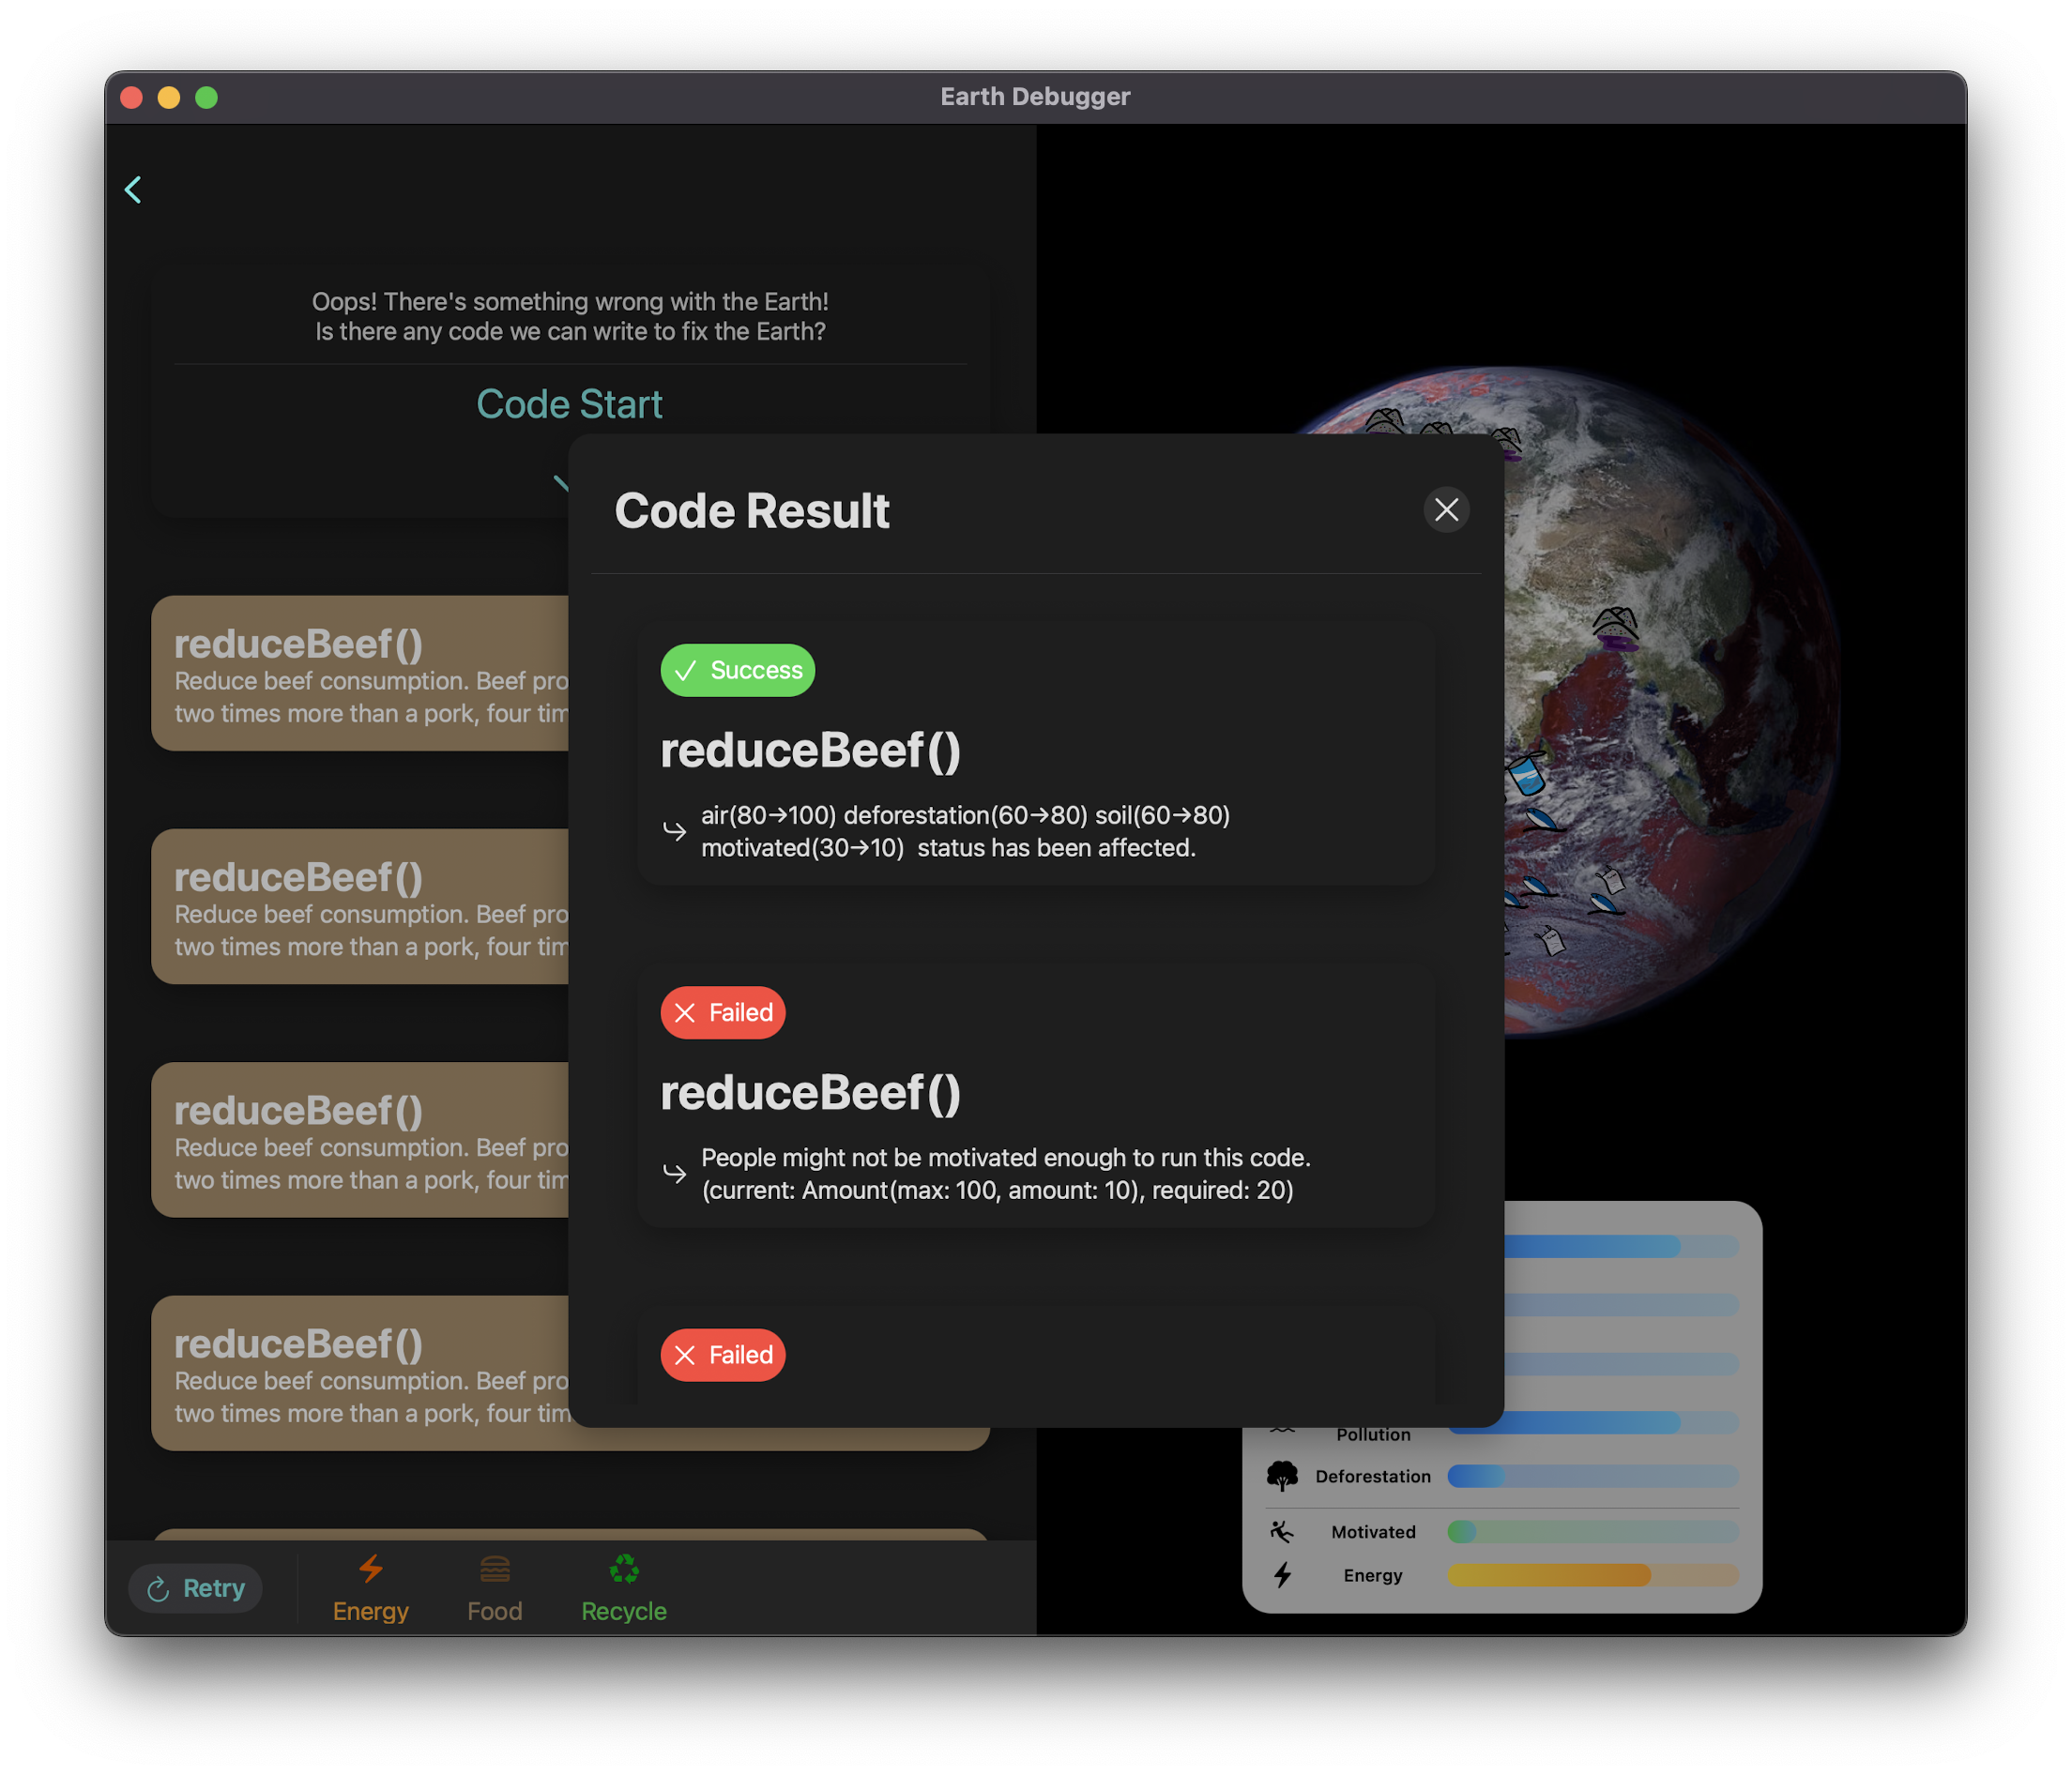 Earth Debugger
Oops! There's something wrong with the Earth!
Is there any code we can write to fix the Earth?
Code Start
reduceBeef()
Reduce beef consumption. Beef pro
two times more than a pork, four tim
reduceBeef()
Reduce beef consumption. Beef pro
two times more than a pork, four tim
reduceBeef()
Reduce beef consumption. Beef pro
two times more than a pork, four tim
reduceBeef()
Reduce beef consumption. Beef pro
two times more than a pork, four tim
Retry
Energy
Food
Recycle
Code Result
Success
reduceBeef()
air(80→100) deforestation(60→80) soil(60→80)
motivated(30→10)  status has been affected.
Failed
reduceBeef()
People might not be motivated enough to run this code.
(current: Amount(max: 100, amount: 10), required: 20)
Failed
Pollution
Deforestation
Motivated
Energy